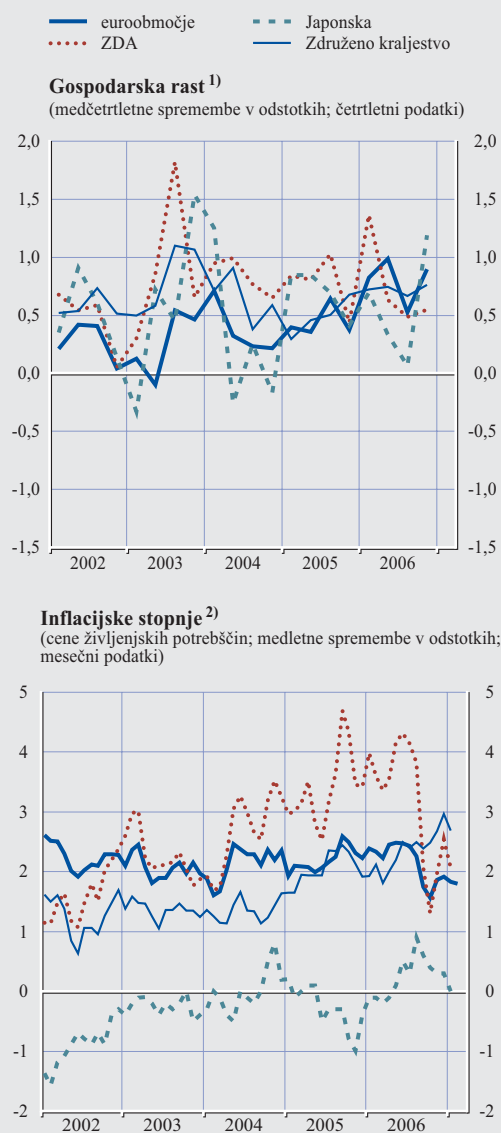 euroobmočje
Japonska
ZDA
Združeno kraljestvo
Gospodarska rast 1)
(medčetrtletne spremembe v odstotkih; četrtletni podatki)
2,0 2,0
1,5 1,5
1,0 1,0
0,5 0,5
0,0 0,0
-0,5 -0,5
-1,0 -1,0
-1,5 -1,5
2002 2003 2004 2005 2006
Inflacijske stopnje 2)
(cene življenjskih potrebščin; medletne spremembe v odstotkih;
mesečni podatki)
5 5
4 4
3 3
2 2
1 1
0 0
-1 -1
-2 -2
2002 2003 2004 2005 2006